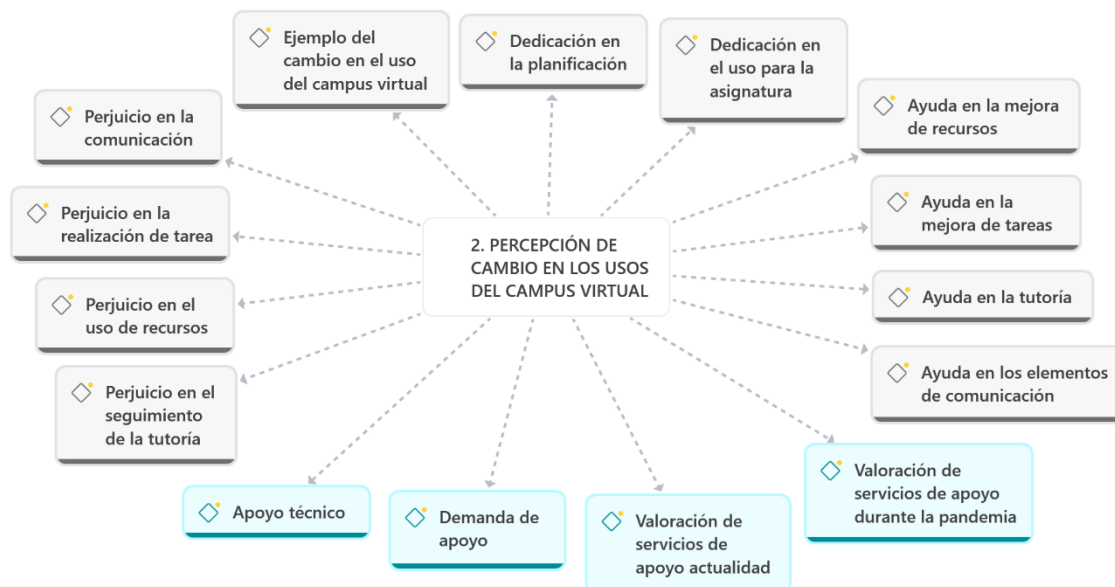 Ejemplo del
cambio en el uso
del campus virtual
Dedicación en
la planificación
Dedicación en
el uso para la
asignatura
Perjuicio en la
comunicación
Ayuda en la mejora
de recursos
Perjuicio en la
realización de tarea
Ayuda en la
mejora de tareas
2. PERCEPCIÓN DE
CAMBIO EN LOS USOS
DEL CAMPUS VIRTUAL
Perjuicio en el
uso de recursos
Ayuda en la tutoría
Perjuicio en el
seguimiento
de la tutoría
Ayuda en los elementos
de comunicación
Apoyo técnico
Demanda de
apoyo
Valoración de
servicios de
apoyo actualidad
Valoración de
servicios de apoyo
durante la pandemia